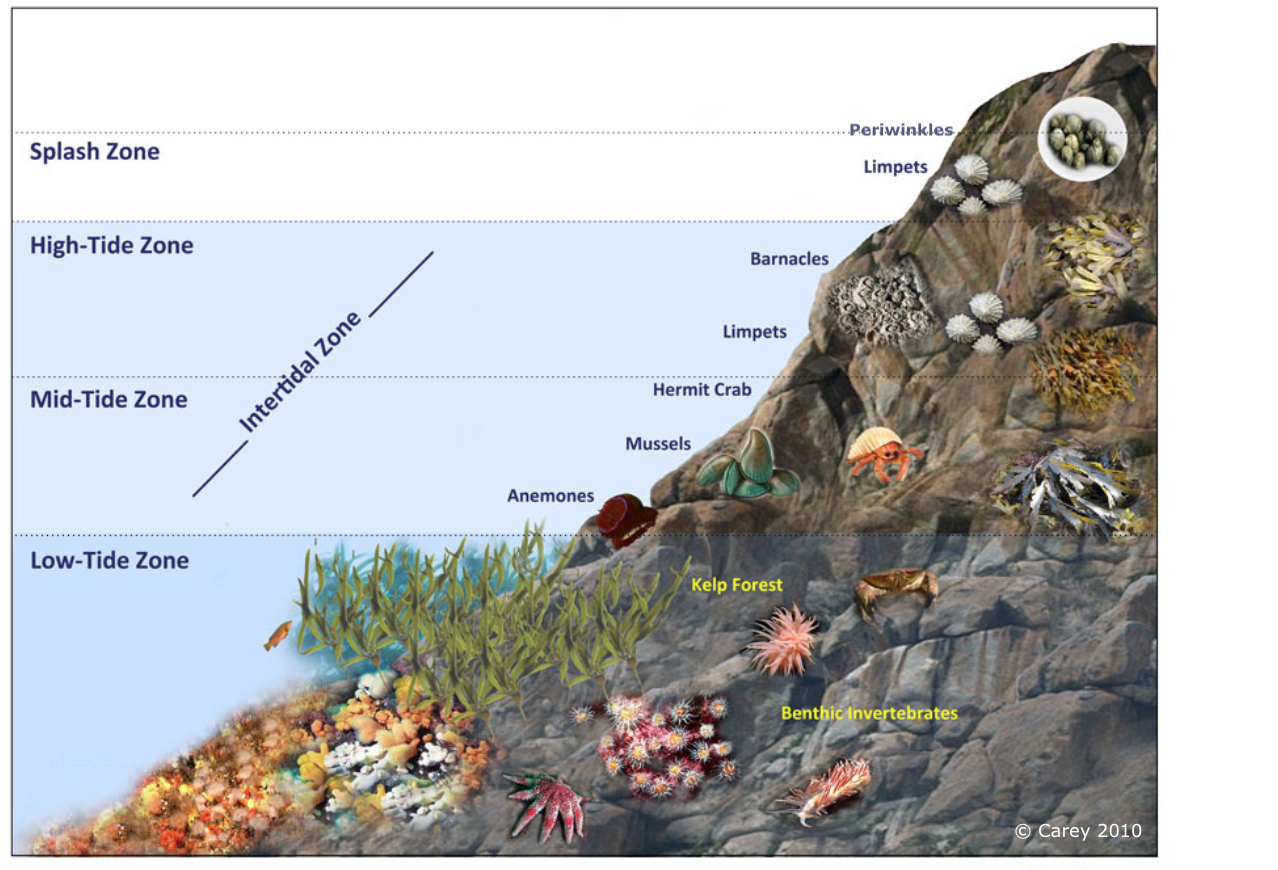 Periwinkles
Splash Zone
Limpets
High-Tide Zone
Barnacles
Intertidal Zone
Limpets
Hermit Crab
Mid-Tide Zone
Mussels
Anemones
Low-Tide Zone
Kelp Forest
Benthic Invertebrates
© Carey 2010